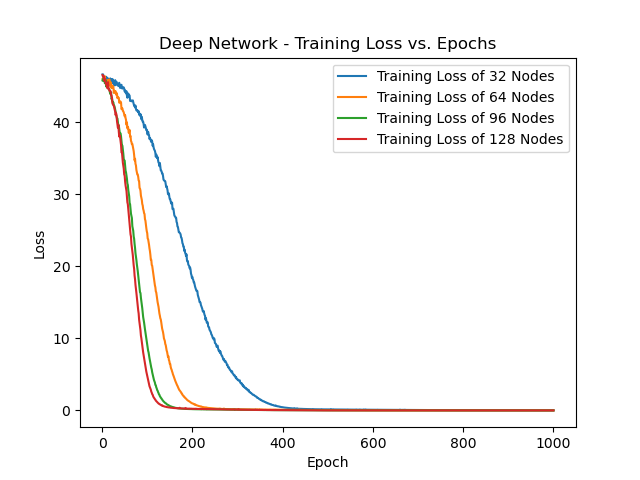 Deep Network - Training Loss vs. Epochs
Training Loss of 32 Nodes
Training Loss of 64 Nodes
Training Loss of 96 Nodes
Training Loss of 128 Nodes
40
30
20
10
0
Loss
0 200 400 600 800 1000
Epoch